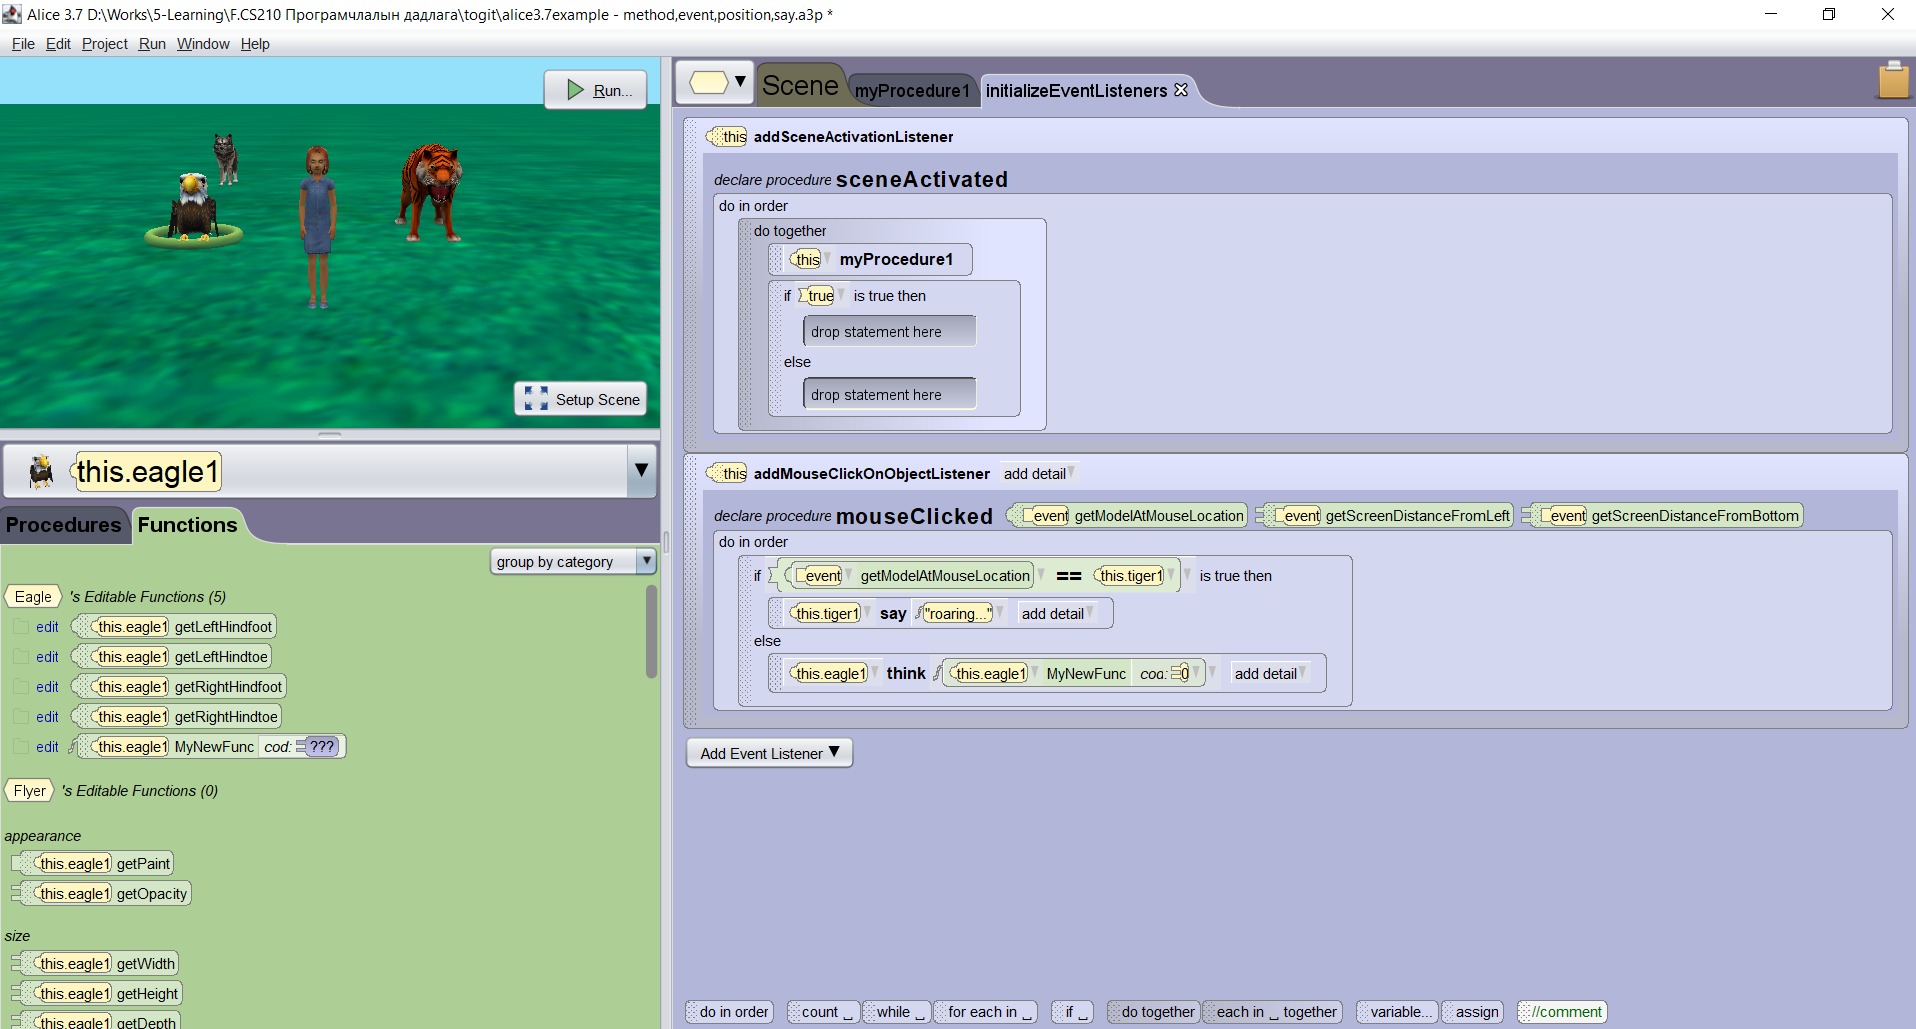 Alice 3.7 D:\Works\5-Learning\F.CS210 Програмчлалын дадлага\togit\alice3.7example - method,event,position,say.a3p *
File Edit Project Run Window Help
Run...
Setup Scene
this.eagle1
Procedures Functions
group by category
Eagle 's Editable Functions (5)
edit this.eagle1 getLeftHindfoot
edit this.eagle1 getLeftHindtoe
edit this.eagle1 getRightHindfoot
edit this.eagle1 getRightHindtoe
edit this.eagle1 MyNewFunc cod: ???
Flyer 's Editable Functions (0)
appearance
this.eagle1 getPaint
this.eagle1 getOpacity
size
this.eagle1 getWidth
this.eagle1 getHeight
this.eagle1 getDepth
Scene myProcedure1 initializeEventListeners
this addSceneActivationListener
declare procedure sceneActivated
do in order
do together
this myProcedure1
if true is true then
drop statement here
else
drop statement here
this addMouseClickOnObjectListener add detail
declare procedure mouseClicked event getModelAtMouseLocation event getScreenDistanceFromLeft event getScreenDistanceFromBottom
do in order
if event getModelAtMouseLocation == this.tiger1 is true then
this.tiger1 say "roaring..." add detail
else
this.eagle1 think this.eagle1 MyNewFunc cod: 0 add detail
Add Event Listener
do in order count ␣ while ␣ for each in ␣ if ␣ do together each in ␣ together variable... assign //comment